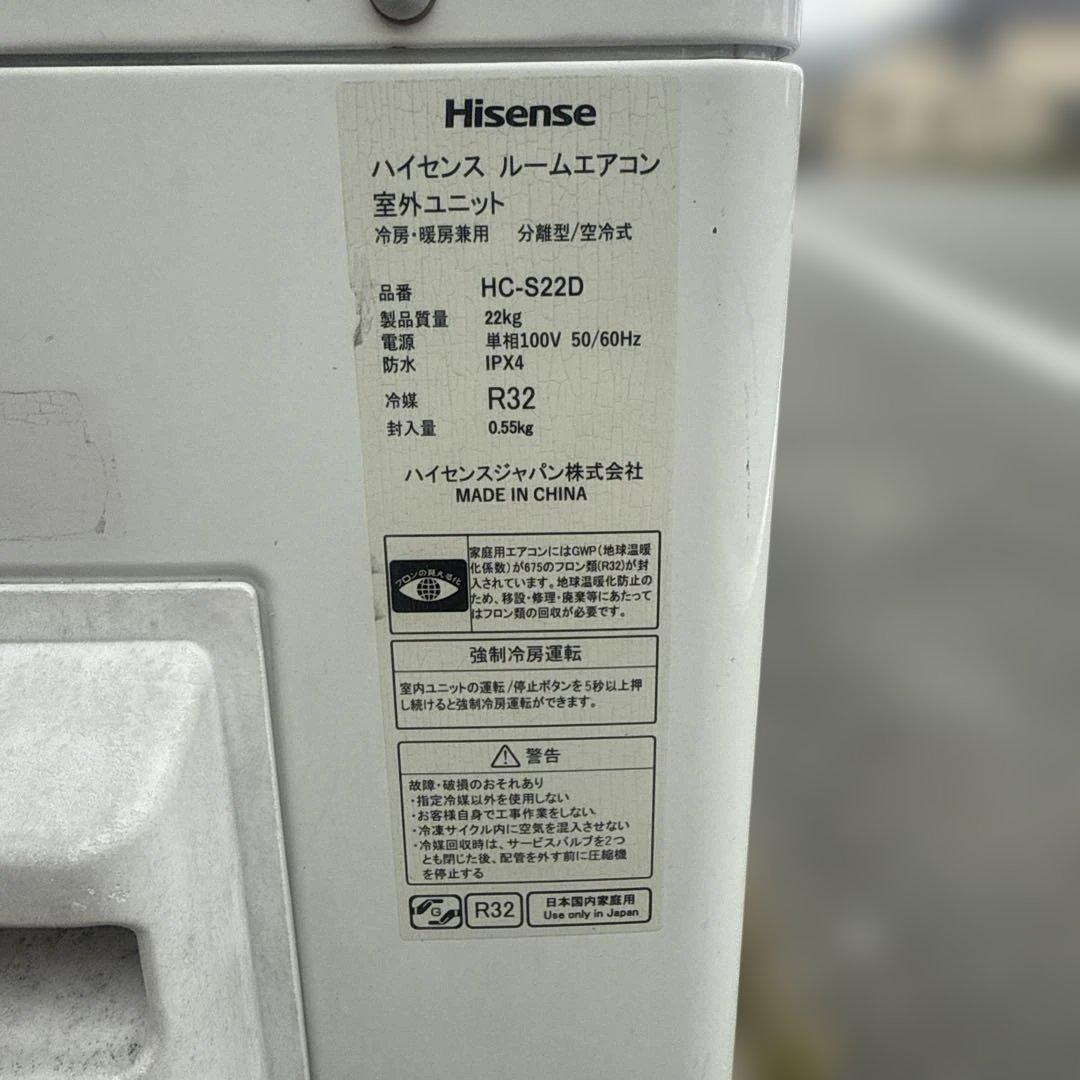 Hisense
ハイセンス ルームエアコン
室外ユニット
冷房・暖房兼用 分離型/空冷式
品番 HC-S22D
製品質量 22kg
電源 単相100V 50/60Hz
防水 IPX4
冷媒 R32
封入量 0.55kg
ハイセンスジャパン株式会社
MADE IN CHINA
フロンの見える化
家庭用エアコンにはGWP(地球温暖
化係数)が675のフロン類(R32)が封
入されています。地球温暖化防止の
ため、移設・修理・廃棄等にあたって
はフロン類の回収が必要です。
強制冷房運転
室内ユニットの運転/停止ボタンを5秒以上押
し続けると強制冷房運転ができます。
警告
故障・破損のおそれあり
・指定冷媒以外を使用しない
・お客様自身で工事作業をしない
・冷凍サイクル内に空気を混入させない
・冷媒回収時は、サービスバルブを2つ
とも閉じた後、配管を外す前に圧縮機
を停止する
G R32 日本国内家庭用
Use only in Japan